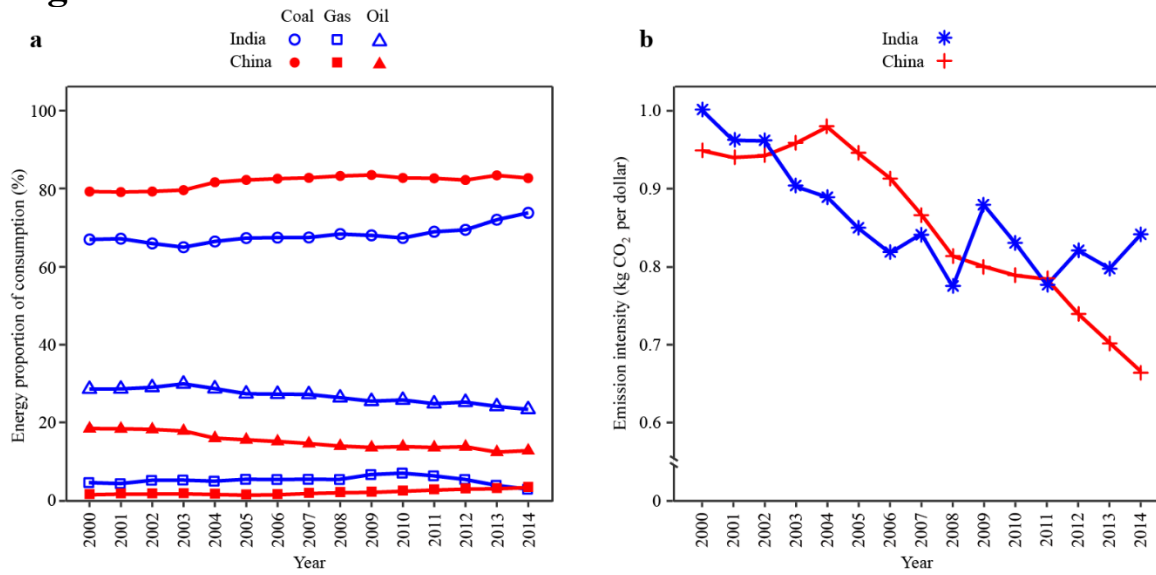 a
Coal Gas Oil
India
China
Energy proportion of consumption (%)
100
80
60
40
20
0
2000 2001 2002 2003 2004 2005 2006 2007 2008 2009 2010 2011 2012 2013 2014
Year
b
India
China
Emission intensity (kg CO₂ per dollar)
1.0
0.9
0.8
0.7
0.6
0
2000 2001 2002 2003 2004 2005 2006 2007 2008 2009 2010 2011 2012 2013 2014
Year